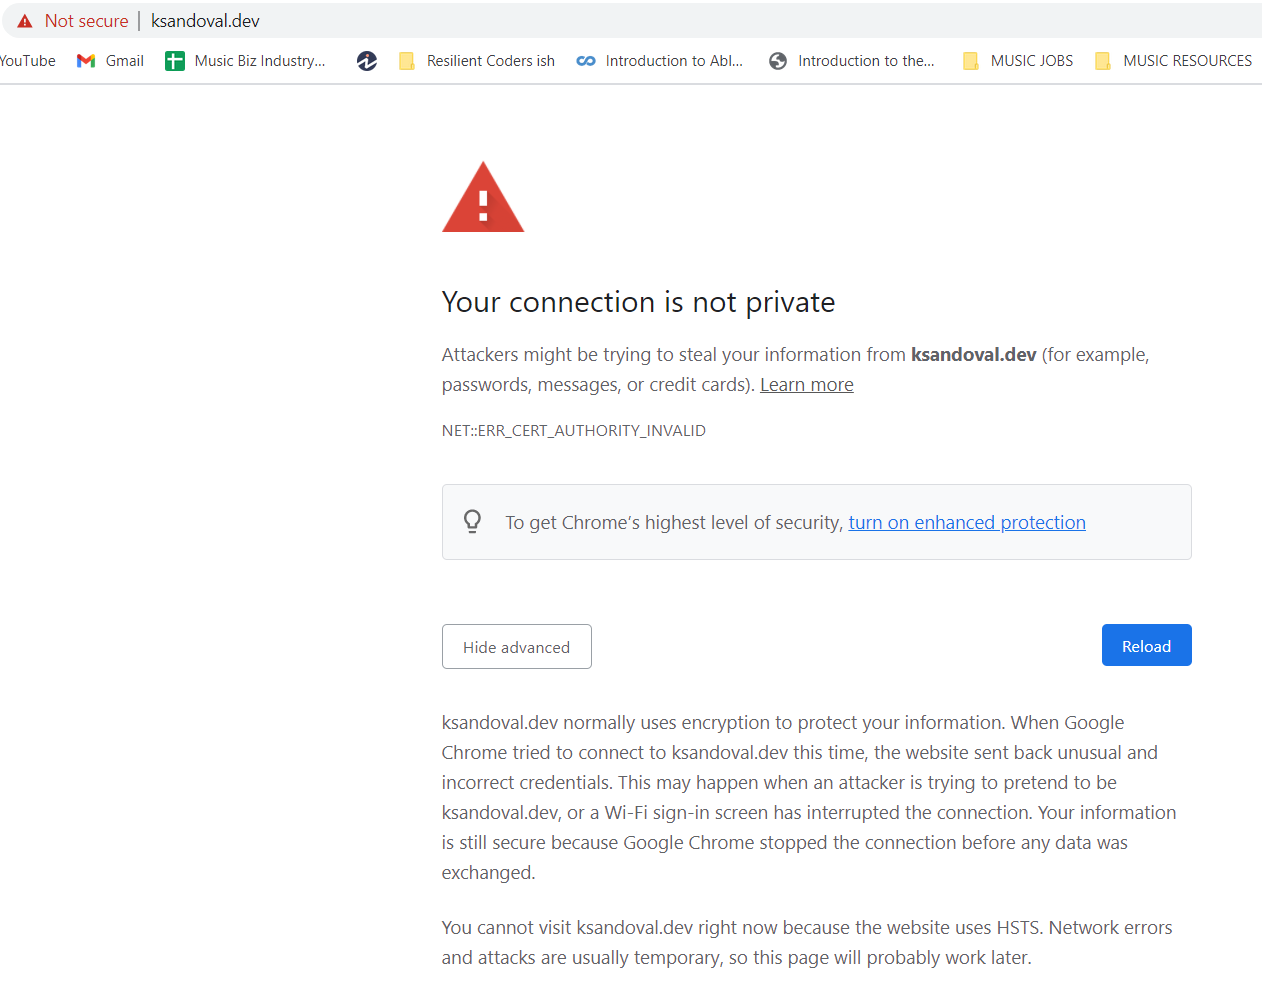 Not secure | ksandoval.dev
YouTube Gmail Music Biz Industry... Resilient Coders ish Introduction to Abl... Introduction to the... MUSIC JOBS MUSIC RESOURCES
Your connection is not private
Attackers might be trying to steal your information from ksandoval.dev (for example,
passwords, messages, or credit cards). Learn more
NET::ERR_CERT_AUTHORITY_INVALID
To get Chrome's highest level of security, turn on enhanced protection
Hide advanced
Reload
ksandoval.dev normally uses encryption to protect your information. When Google
Chrome tried to connect to ksandoval.dev this time, the website sent back unusual and
incorrect credentials. This may happen when an attacker is trying to pretend to be
ksandoval.dev, or a Wi-Fi sign-in screen has interrupted the connection. Your information
is still secure because Google Chrome stopped the connection before any data was
exchanged.
You cannot visit ksandoval.dev right now because the website uses HSTS. Network errors
and attacks are usually temporary, so this page will probably work later.